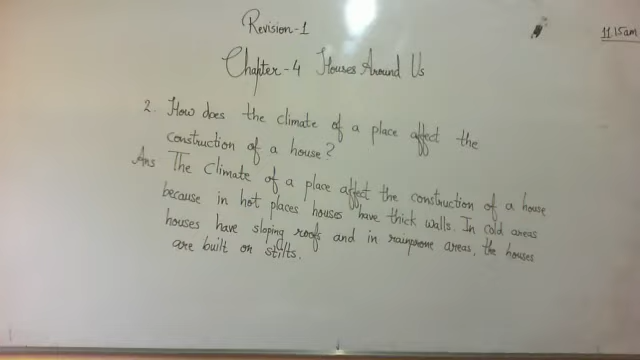 Revision-1
11.15am
Chapter-4 Houses Around Us
2. How does the climate of a place affect the
construction of a house?
Ans The Climate of a place affect the construction of a house
because in hot places houses have thick walls. In cold areas
houses have sloping roofs and in rainprone areas, the houses
are built on stilts.